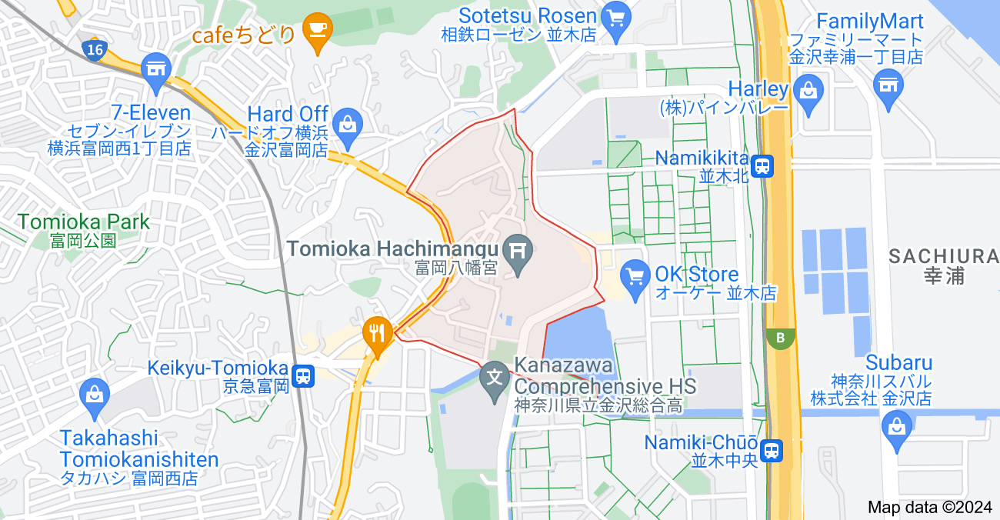 Sotetsu Rosen
相鉄ローゼン 並木店
FamilyMart
ファミリーマート
金沢幸浦一丁目店
cafeちどり
16
7-Eleven
セブン-イレブン
横浜富岡西1丁目店
Hard Off
ハードオフ横浜
金沢富岡店
Harley
(株)パインバレー
Namikikita
並木北
Tomioka Park
富岡公園
Tomioka Hachimangu
富岡八幡宮
SACHIURA
幸浦
OK Store
オーケー 並木店
B
Keikyu-Tomioka
京急富岡
文
Kanazawa
Comprehensive HS
神奈川県立金沢総合高
Subaru
神奈川スバル
株式会社 金沢店
Takahashi
Tomiokanishiten
タカハシ 富岡西店
Namiki-Chūō
並木中央
Map data ©2024